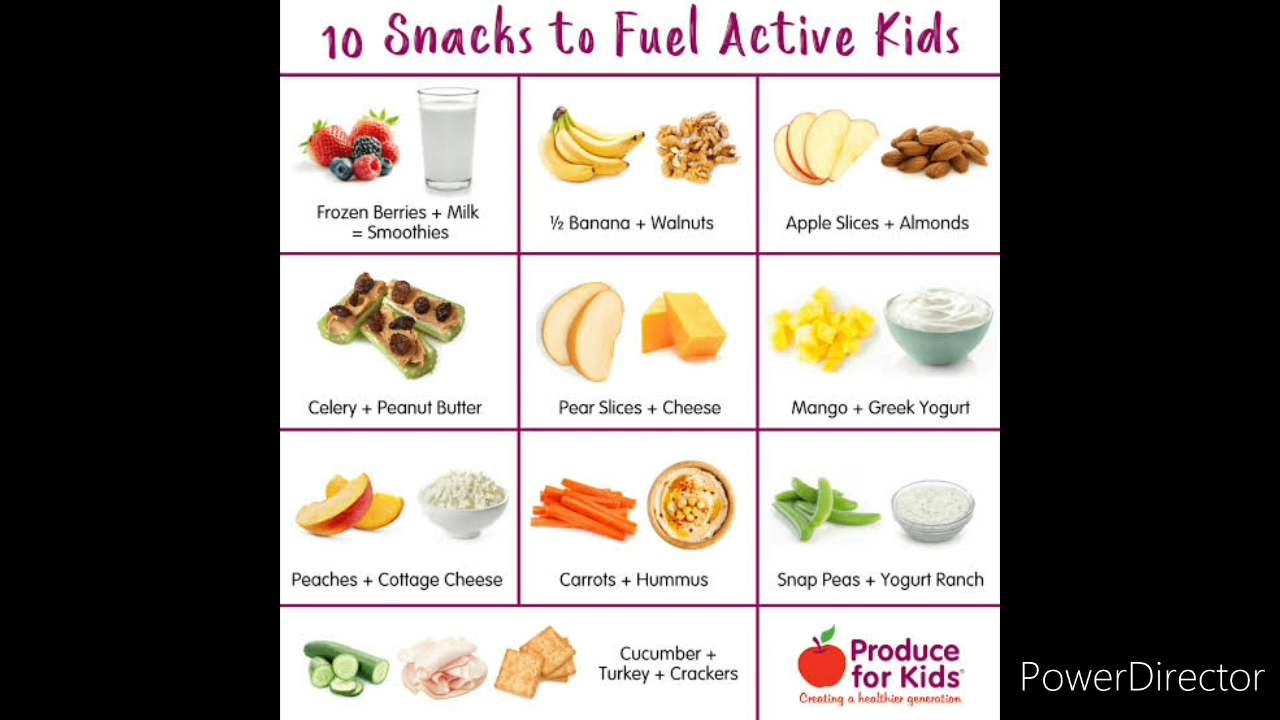 10 Snacks to Fuel Active Kids
Frozen Berries + Milk
= Smoothies
½ Banana + Walnuts
Apple Slices + Almonds
Celery + Peanut Butter
Pear Slices + Cheese
Mango + Greek Yogurt
Peaches + Cottage Cheese
Carrots + Hummus
Snap Peas + Yogurt Ranch
Cucumber +
Turkey + Crackers
Produce
for Kids®
Creating a healthier generation
PowerDirector